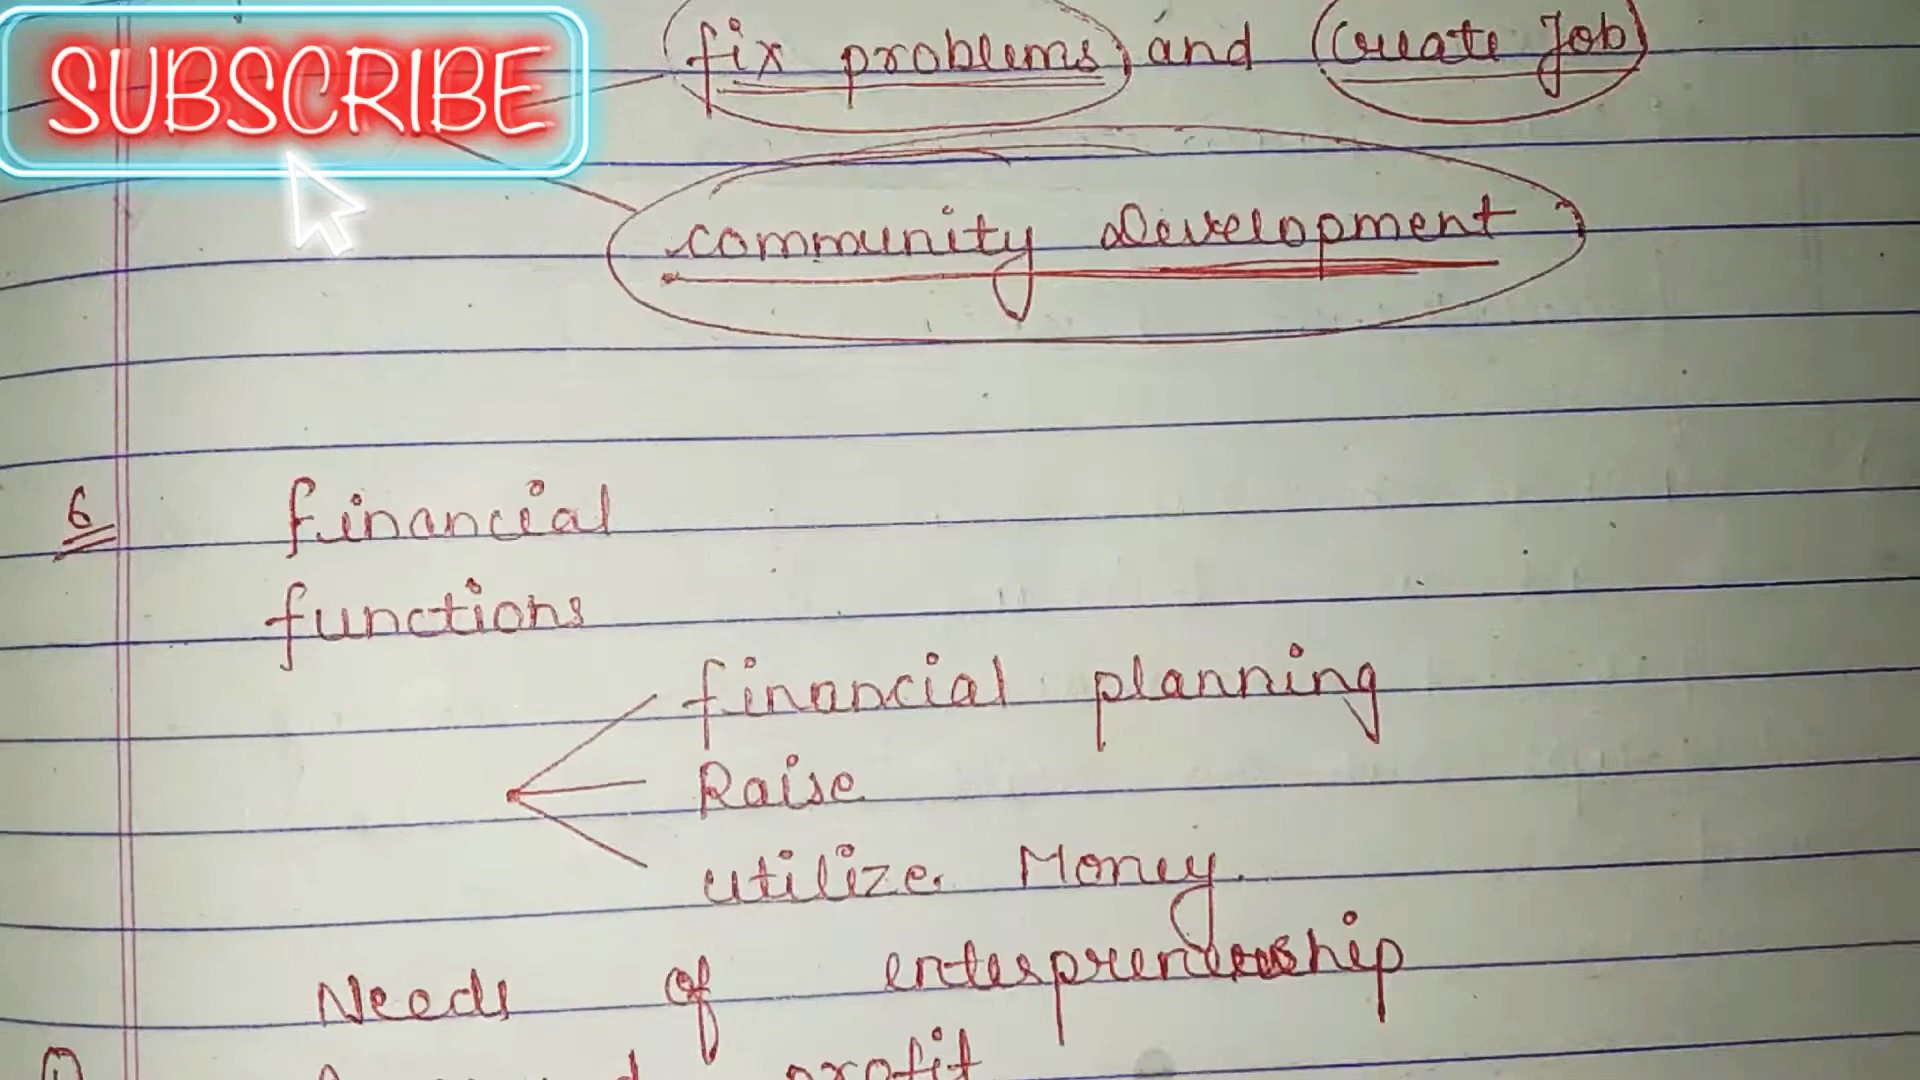 SUBSCRIBE
fix problems and create Job
community development
6 financial
functions
financial planning
Raise
utilize Money.
Needs of enterpreneurship
profit